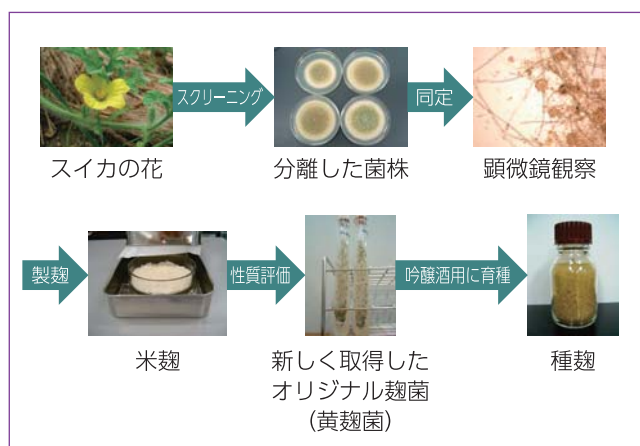 スクリーニング
同定
スイカの花
分離した菌株
顕微鏡観察
製麹
性質評価
吟醸酒用に育種
米麹
新しく取得した
オリジナル麹菌
(黄麹菌)
種麹